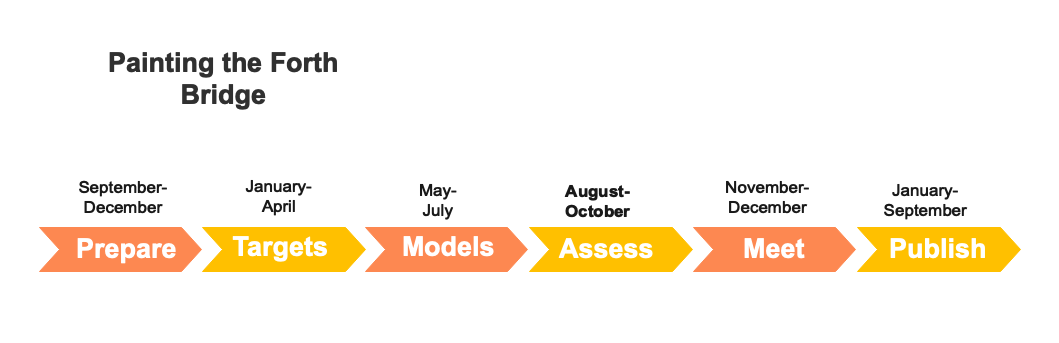 Painting the Forth
Bridge
September-
December
January-
April
May-
July
August-
October
November-
December
January-
September
Prepare
Targets
Models
Assess
Meet
Publish